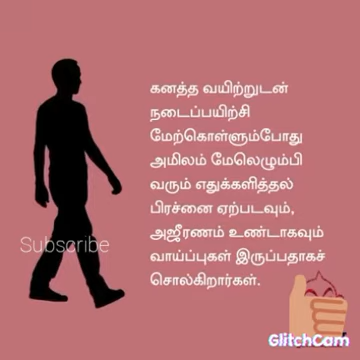 கனத்த வயிற்றுடன்
நடைப்பயிற்சி
மேற்கொள்ளும்போது
அமிலம் மேலெழும்பி
வரும் எதுக்களித்தல்
பிரச்னை ஏற்படவும்,
அஜீரணம் உண்டாகவும்
வாய்ப்புகள் இருப்பதாகச்
சொல்கிறார்கள்.
Subscribe
GlitchCam